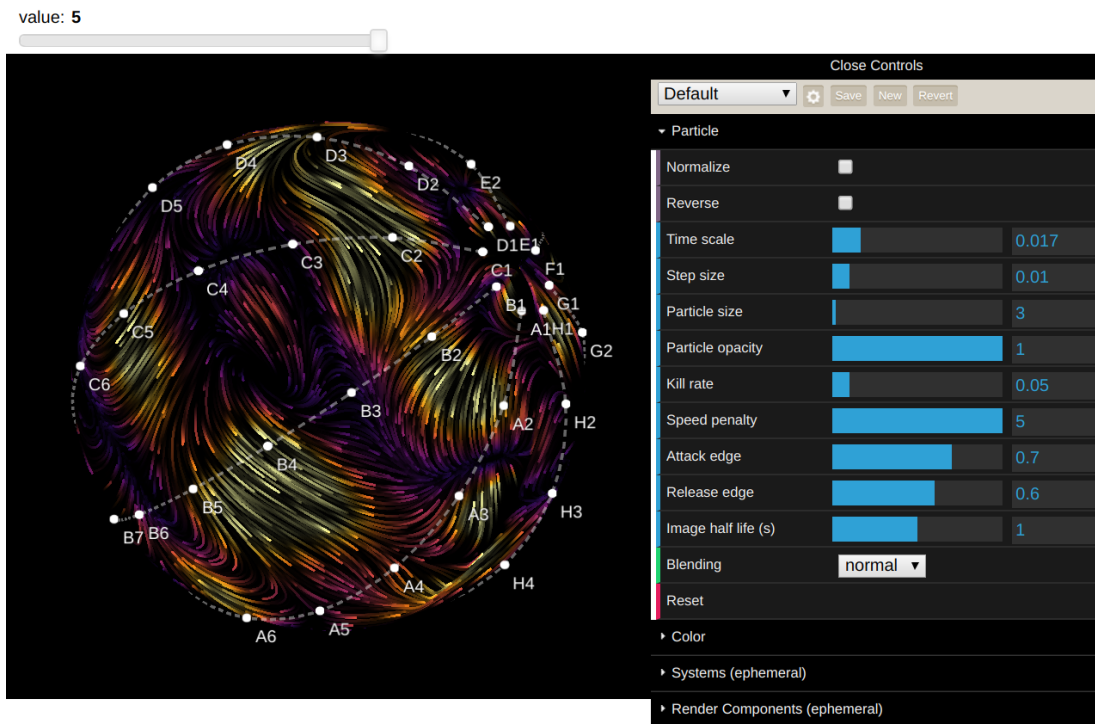 value: 5
Close Controls
Default ▼ Save New Revert
Particle
Normalize
Reverse
Time scale 0.017
Step size 0.01
Particle size 3
Particle opacity 1
Kill rate 0.05
Speed penalty 5
Attack edge 0.7
Release edge 0.6
Image half life (s) 1
Blending normal ▼
Reset
Color
Systems (ephemeral)
Render Components (ephemeral)
D4
D3
D2
E2
D5
D1
E1
C3
C2
C1
F1
C4
B1
G1
C5
A1
H1
B2
G2
C6
B3
A2
H2
B4
B5
A3
H3
B7
B6
A4
H4
A6
A5